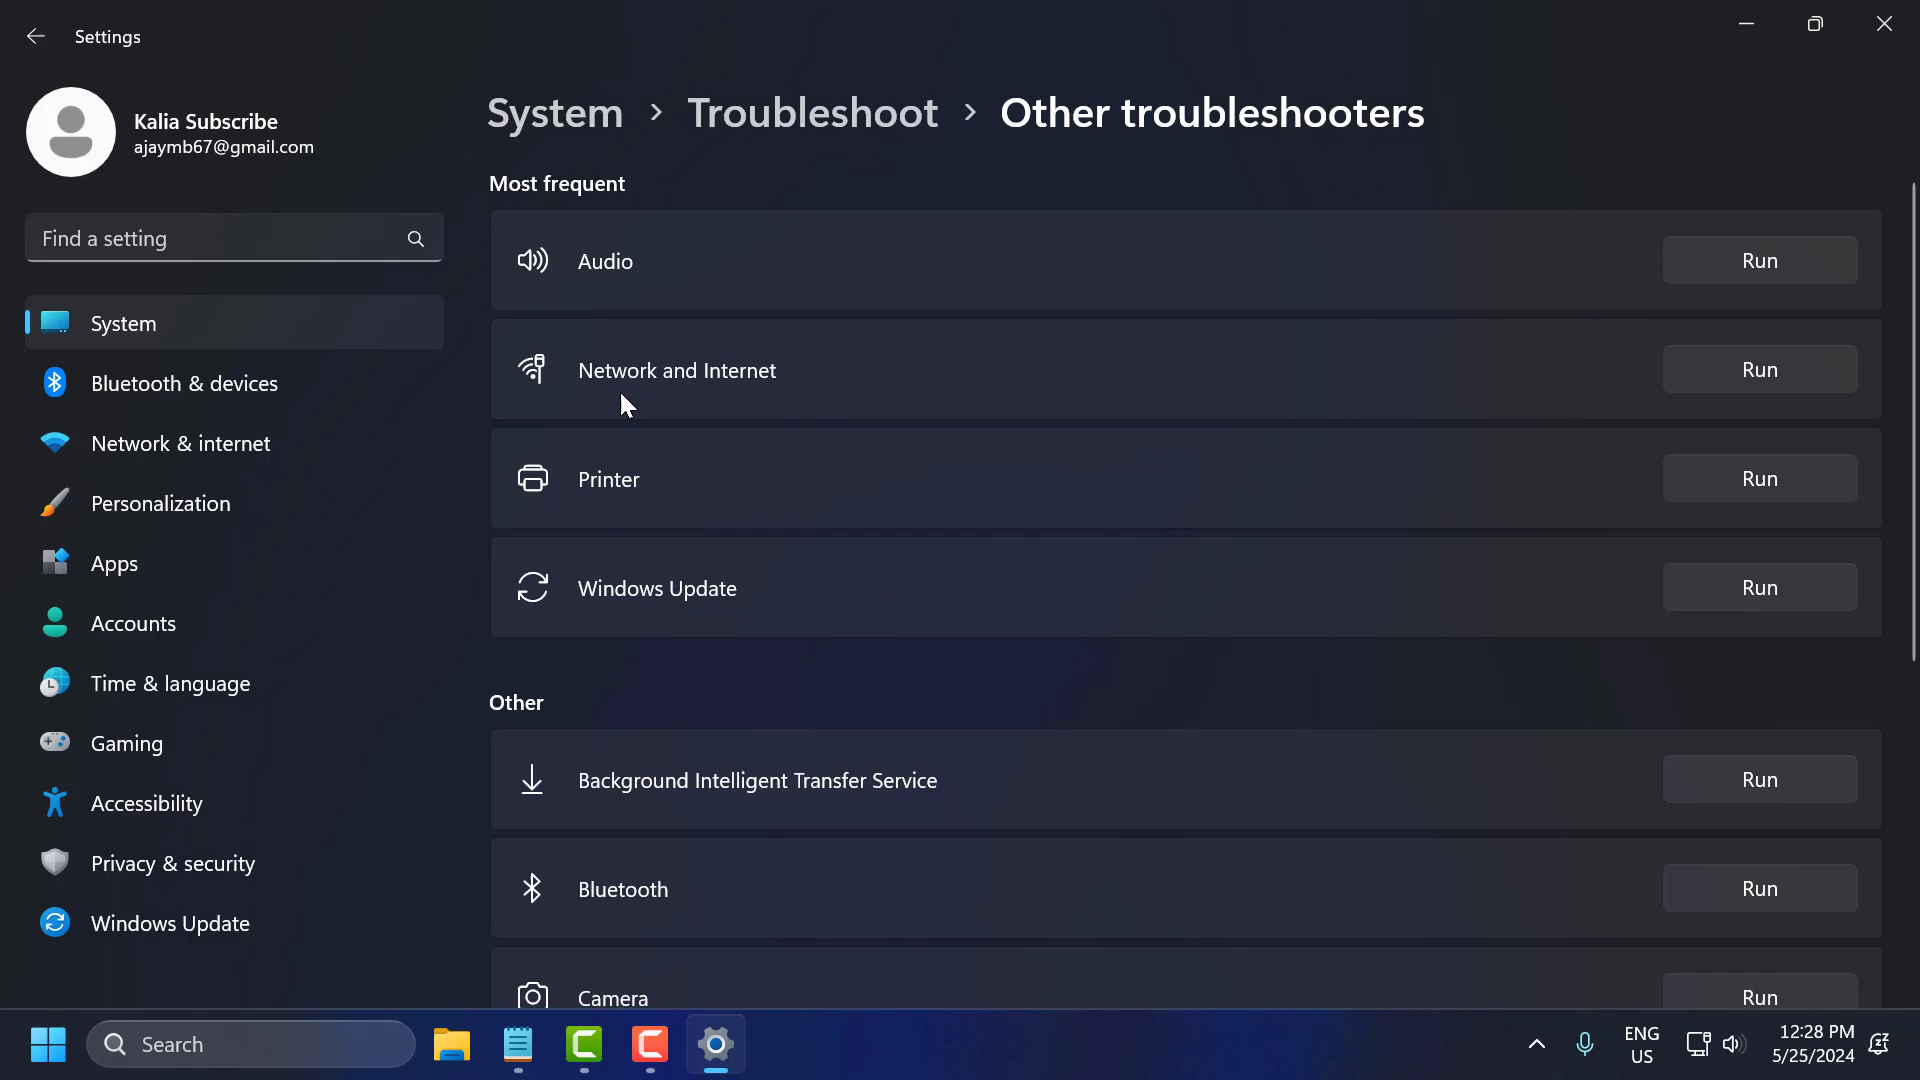 Settings
Kalia Subscribe
ajaymb67@gmail.com
Find a setting
System
Bluetooth & devices
Network & internet
Personalization
Apps
Accounts
Time & language
Gaming
Accessibility
Privacy & security
Windows Update
System > Troubleshoot > Other troubleshooters
Most frequent
Audio Run
Network and Internet Run
Printer Run
Windows Update Run
Other
Background Intelligent Transfer Service Run
Bluetooth Run
Camera Run
Search
ENG
US
12:28 PM
5/25/2024